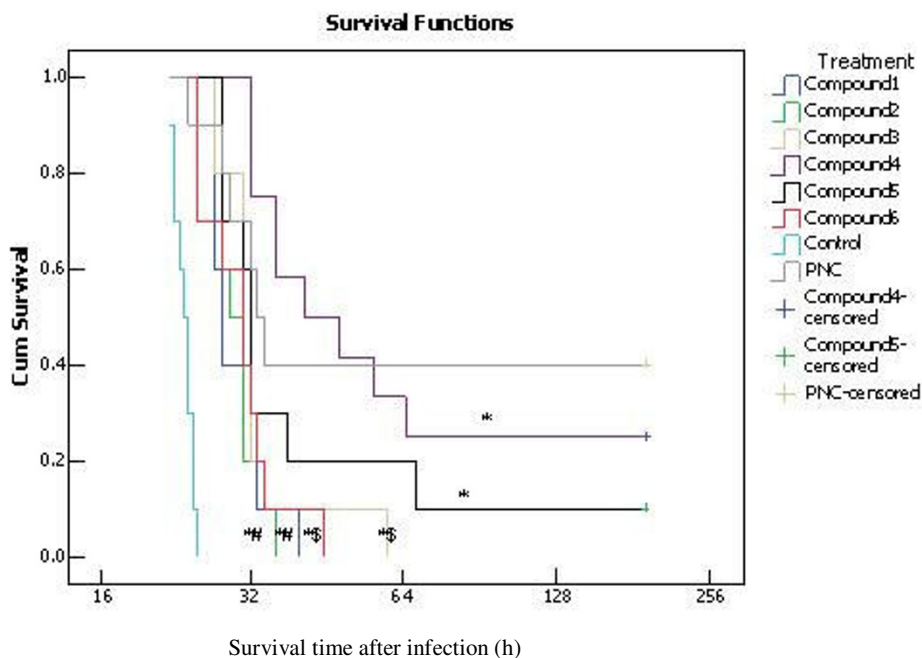 Survival Functions
Cum Survival
1.0
0.8
0.6
0.4
0.2
0.0
16
32
64
128
256
Survival time after infection (h)
*
*
*#
*#
*$
*$
Treatment
Compound1
Compound2
Compound3
Compound4
Compound5
Compound6
Control
PNC
Compound4-
censored
Compound5-
censored
PNC-censored